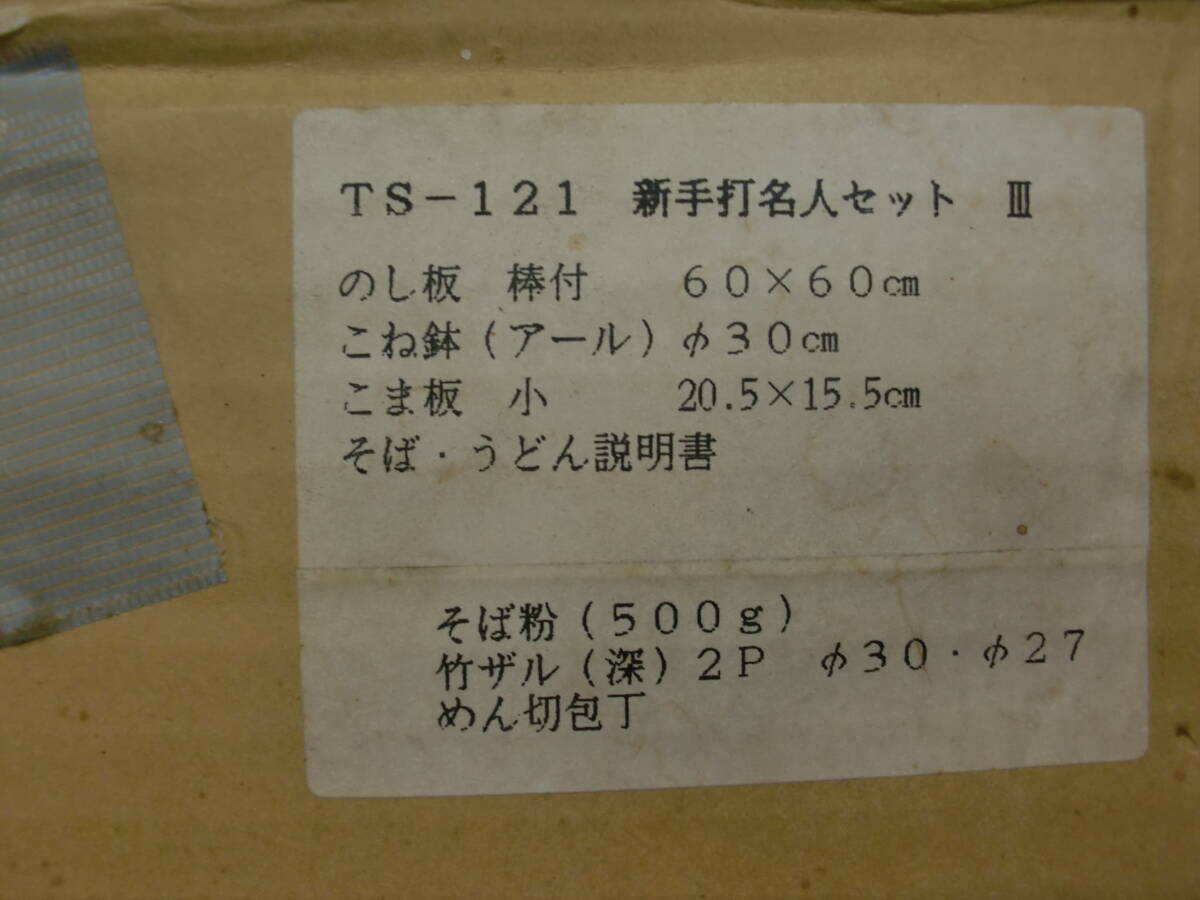 TS-121 新手打名人セット Ⅲ
のし板 棒付 60×60cm
こね鉢(アール)φ30cm
こま板 小 20.5×15.5cm
そば・うどん説明書
そば粉(500g)
竹ザル(深)2P φ30・φ27
めん切包丁